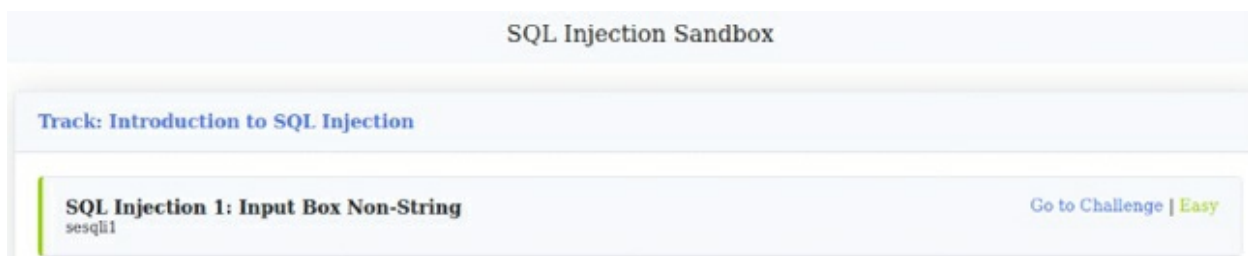 SQL Injection Sandbox
Track: Introduction to SQL Injection
SQL Injection 1: Input Box Non-String
Go to Challenge | Easy
sesqli1